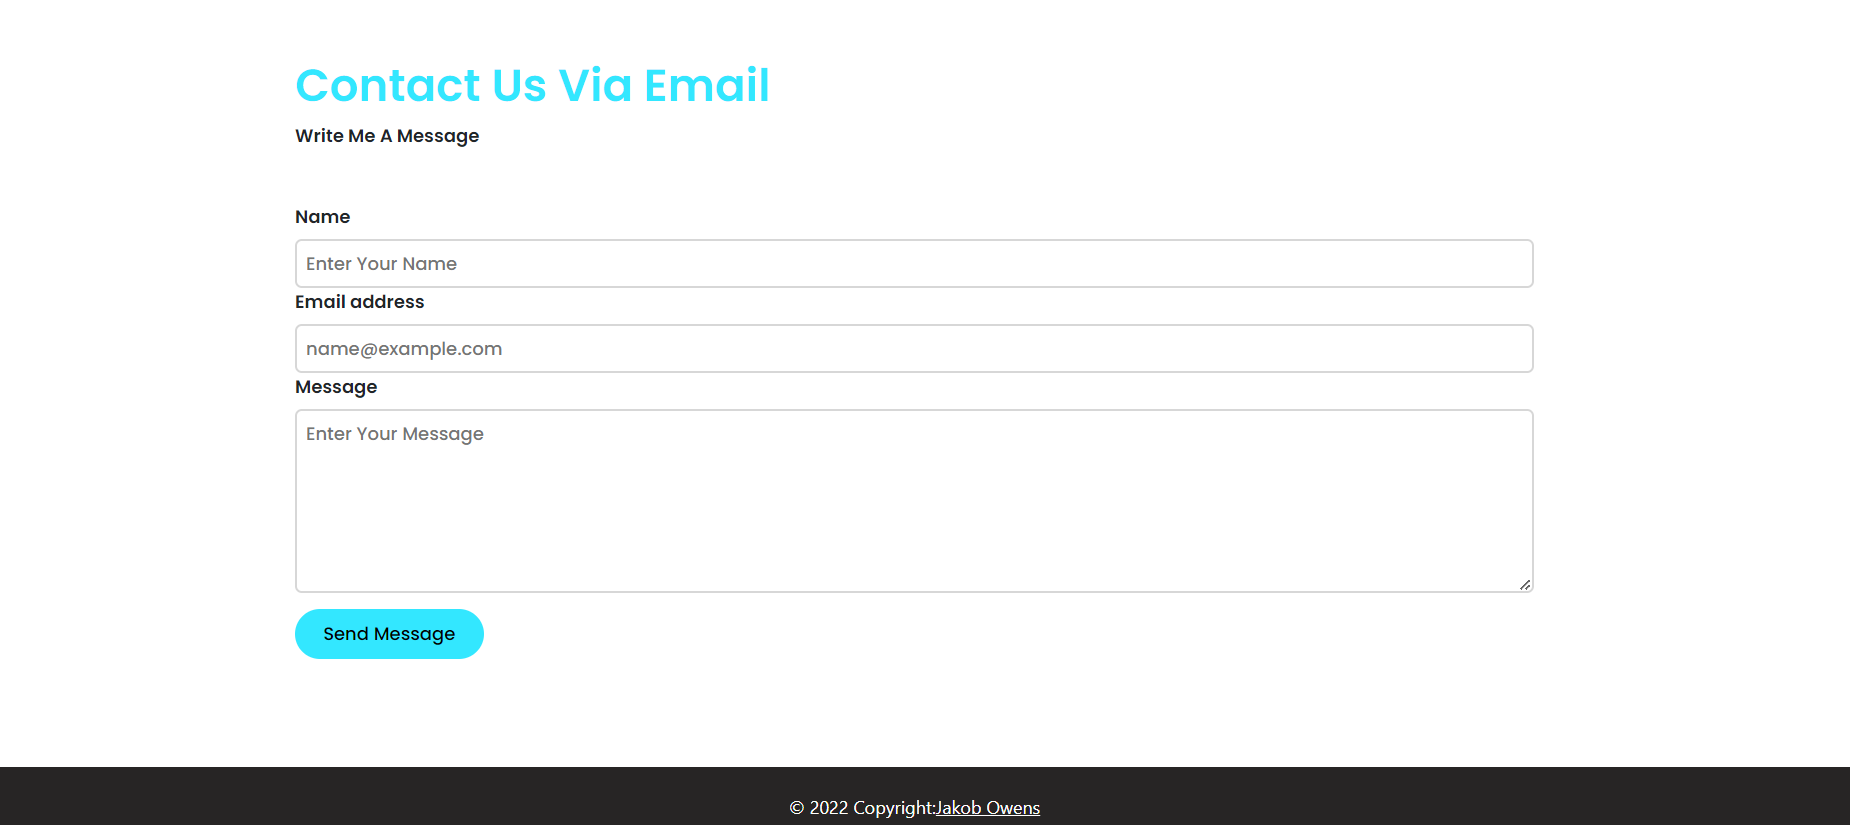 Contact Us Via Email
Write Me A Message
Name
Enter Your Name
Email address
name@example.com
Message
Enter Your Message
Send Message
© 2022 Copyright:Jakob Owens